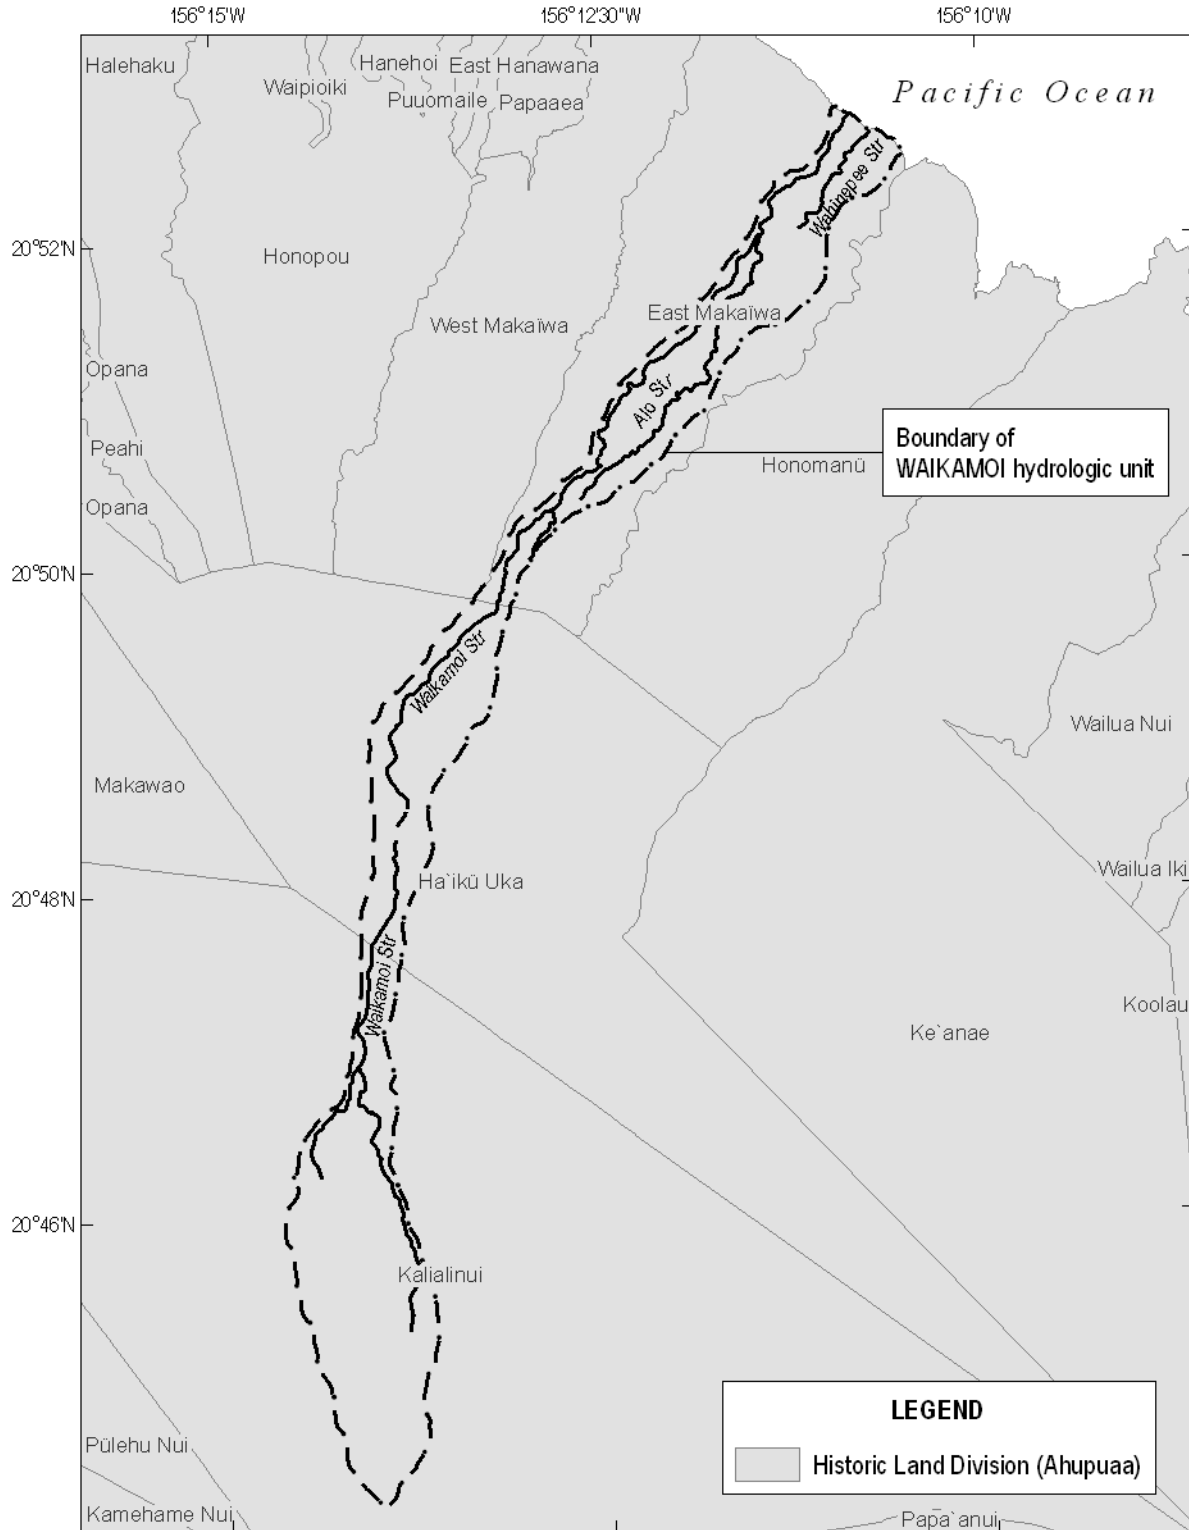 156°15'W
156°12'30"W
156°10'W
Halehaku
Hanehoi
East Hanawana
Waipioiki
Puuomaile
Papaaea
Pacific Ocean
Wahinepee Str
20°52'N
Honopou
East Makaïwa
West Makaïwa
Opana
Alo Str
Boundary of
WAIKAMOI hydrologic unit
Peahi
Honomanū
Opana
20°50'N
Waikamoi Str
Wailua Nui
Makawao
Wailua Iki
Ha`ikū Uka
20°48'N
Waikamoi Str
Koolau
Ke`anae
20°46'N
Kalialinui
LEGEND
Historic Land Division (Ahupuaa)
Pūlehu Nui
Kamehame Nui
Papa`anui